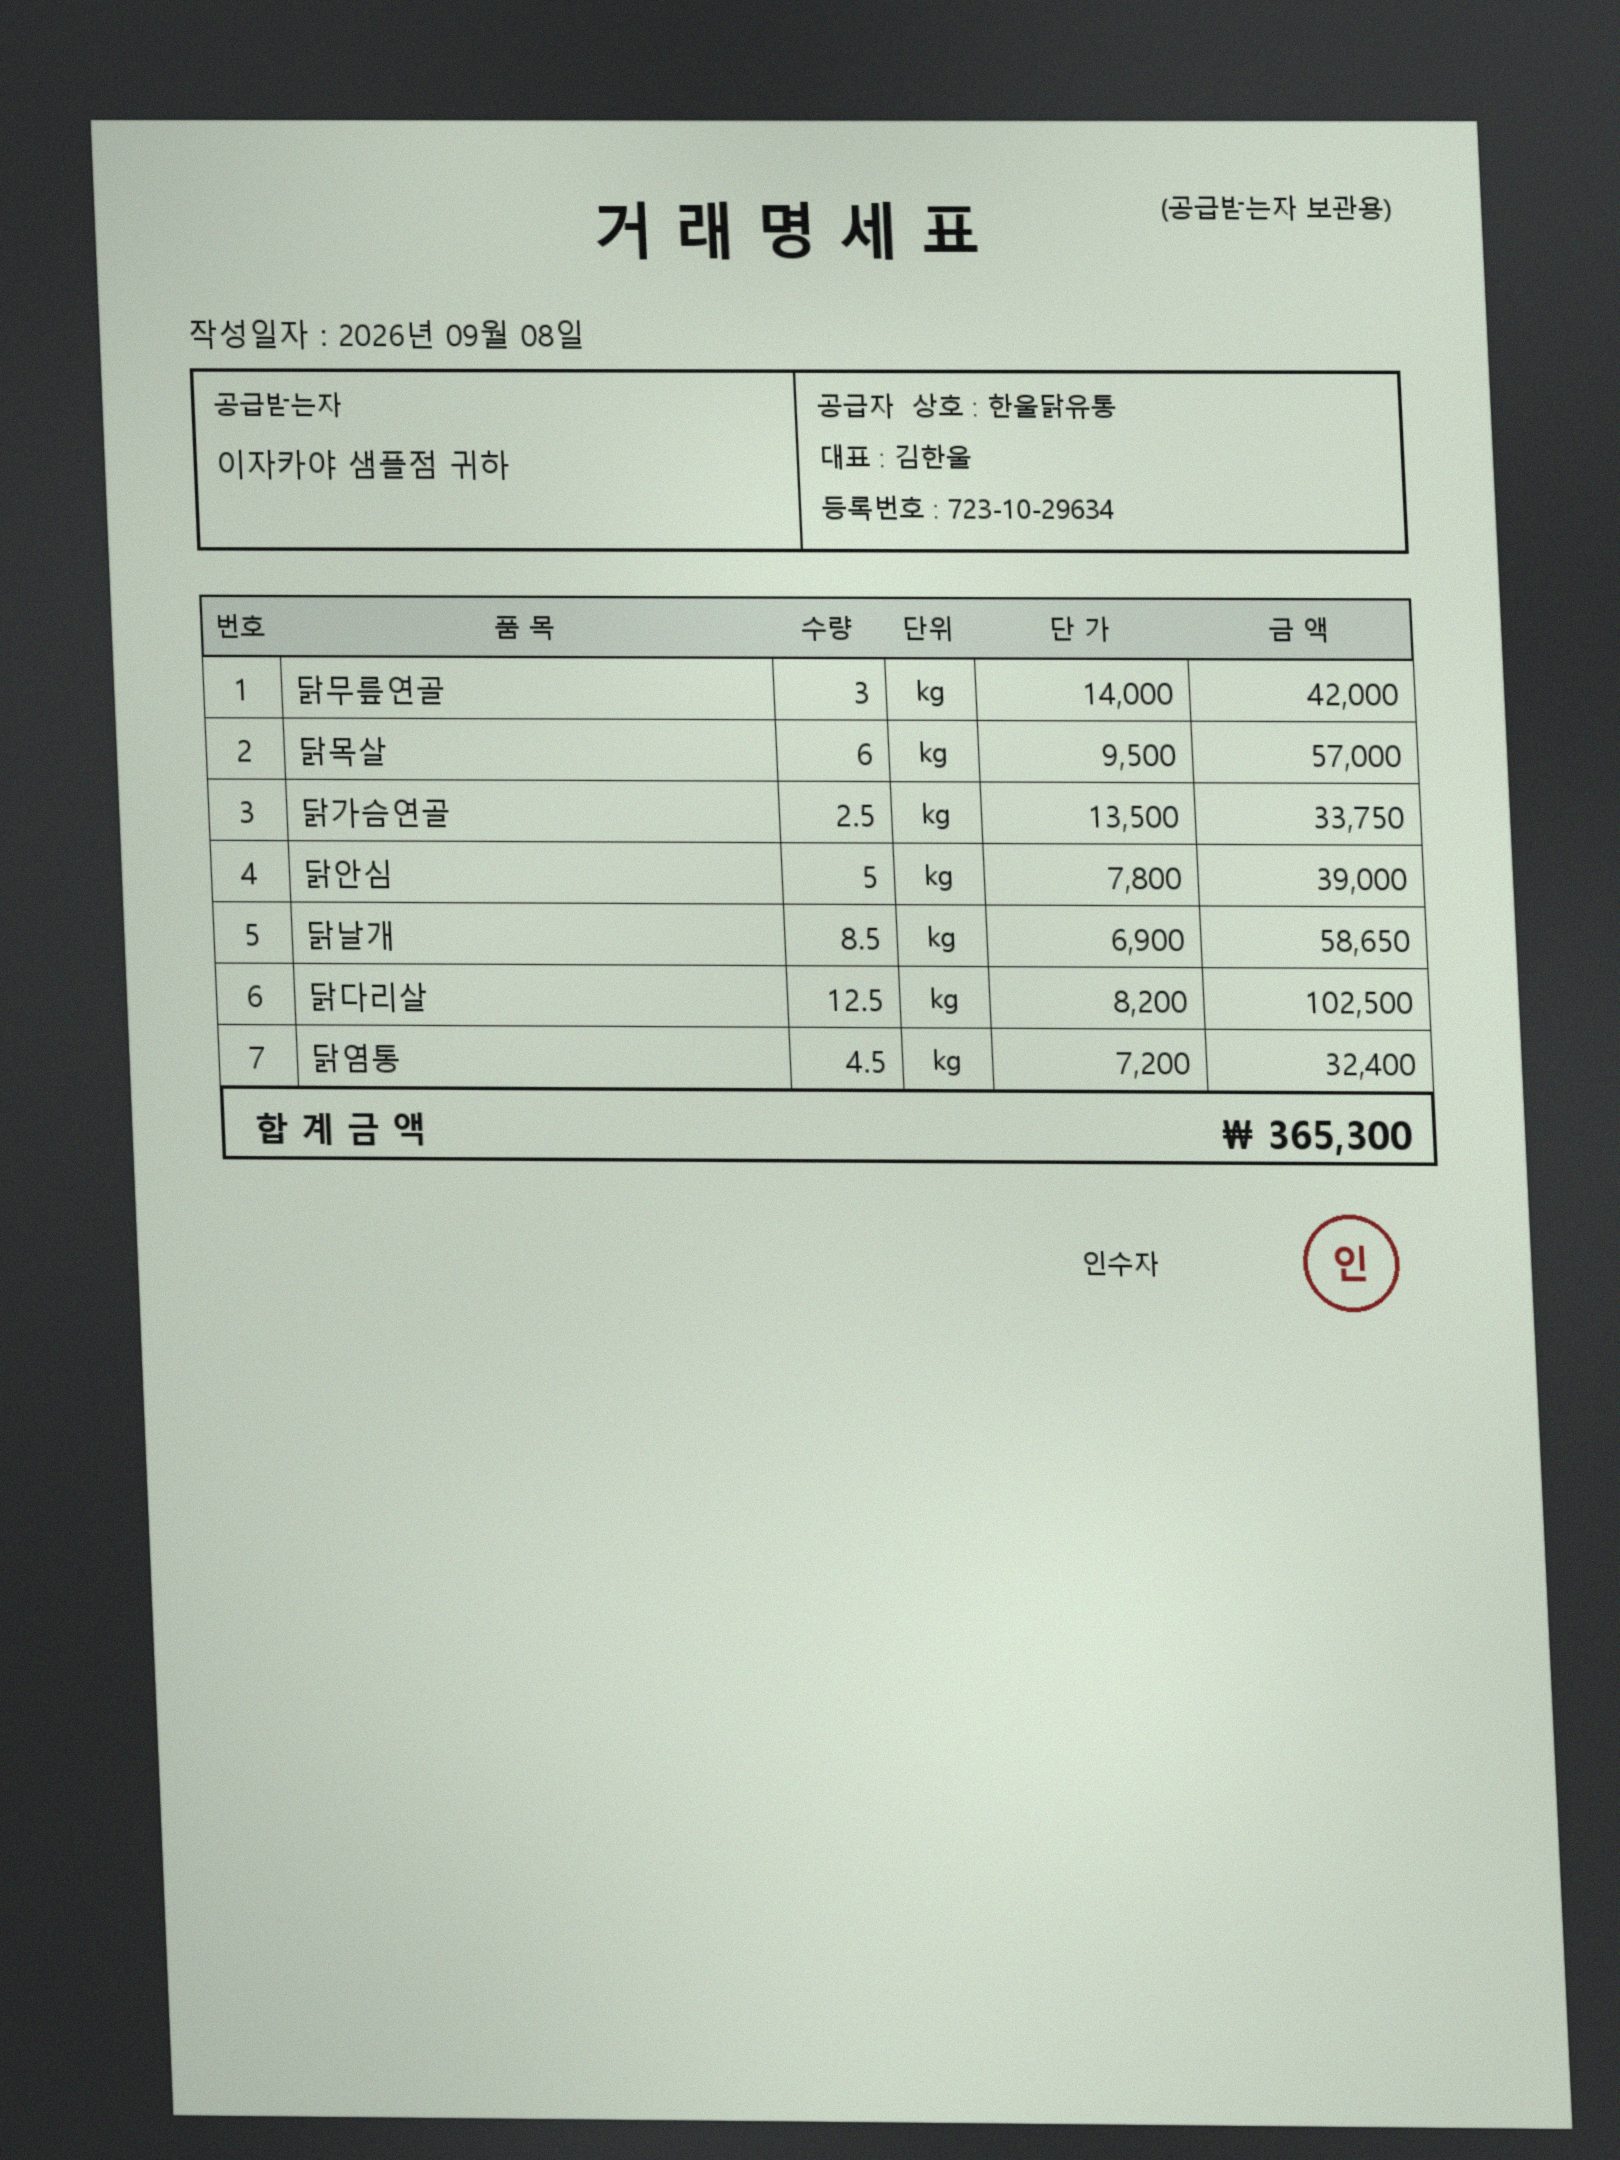 거 래 명 세 표
(공급받는자 보관용)
작성일자 : 2026년 09월 08일
공급받는자
이자카야 샘플점 귀하
공급자 상호 : 한울닭유통
대표 : 김한울
등록번호 : 723-10-29634
번호 품 목 수량 단위 단 가 금 액
1 닭무릎연골 3 kg 14,000 42,000
2 닭목살 6 kg 9,500 57,000
3 닭가슴연골 2.5 kg 13,500 33,750
4 닭안심 5 kg 7,800 39,000
5 닭날개 8.5 kg 6,900 58,650
6 닭다리살 12.5 kg 8,200 102,500
7 닭염통 4.5 kg 7,200 32,400
합 계 금 액 ₩ 365,300
인수자 인